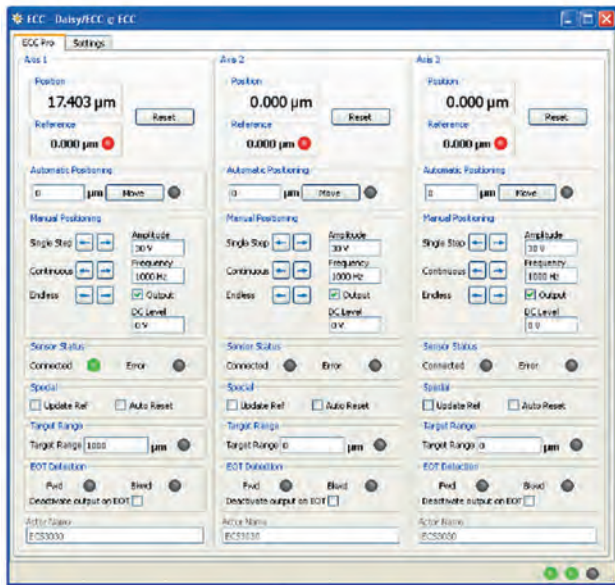 ECC - Daisy/ECC @ ECC
ECC Pro Settings
Axis 1
Position
17.403 µm
Reset
Reference
0.000 µm
Automatic Positioning
0 µm Move
Manual Positioning
Single Step
Amplitude
30 V
Continuous
Frequency
1000 Hz
Endless
Output
DC Level
0 V
Sensor Status
Connected Error
Special
Update Ref Auto Reset
Target Range
Target Range 1000 µm
EOT Detection
Fwd Bkwd
Deactivate output on EOT
Actor Name
ECS3030
Axis 2
Position
0.000 µm
Reset
Reference
0.000 µm
Automatic Positioning
0 µm Move
Manual Positioning
Single Step
Amplitude
30 V
Continuous
Frequency
1000 Hz
Endless
Output
DC Level
0 V
Sensor Status
Connected Error
Special
Update Ref Auto Reset
Target Range
Target Range 0 µm
EOT Detection
Fwd Bkwd
Deactivate output on EOT
Actor Name
ECS3030
Axis 3
Position
0.000 µm
Reset
Reference
0.000 µm
Automatic Positioning
0 µm Move
Manual Positioning
Single Step
Amplitude
30 V
Continuous
Frequency
1000 Hz
Endless
Output
DC Level
0 V
Sensor Status
Connected Error
Special
Update Ref Auto Reset
Target Range
Target Range 0 µm
EOT Detection
Fwd Bkwd
Deactivate output on EOT
Actor Name
ECS3030